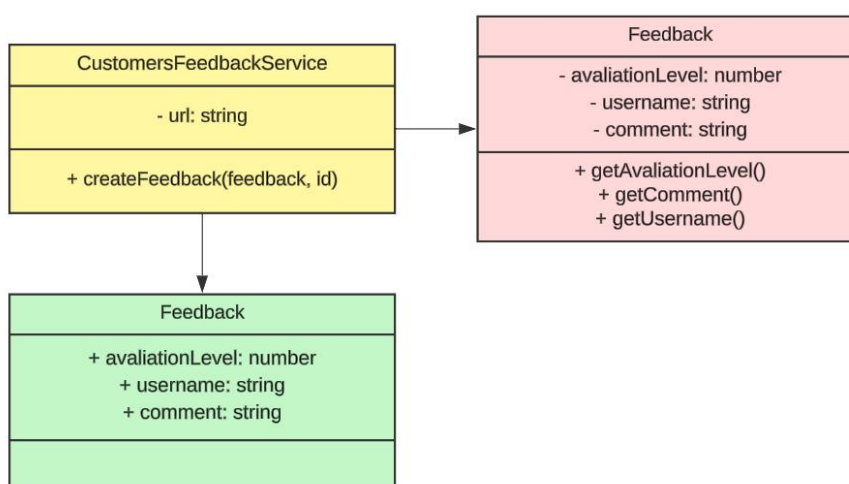 CustomersFeedbackService
- url: string
+ createFeedback(feedback, id)
Feedback
- avaliationLevel: number
- username: string
- comment: string
+ getAvaliationLevel()
+ getComment()
+ getUsername()
Feedback
+ avaliationLevel: number
+ username: string
+ comment: string